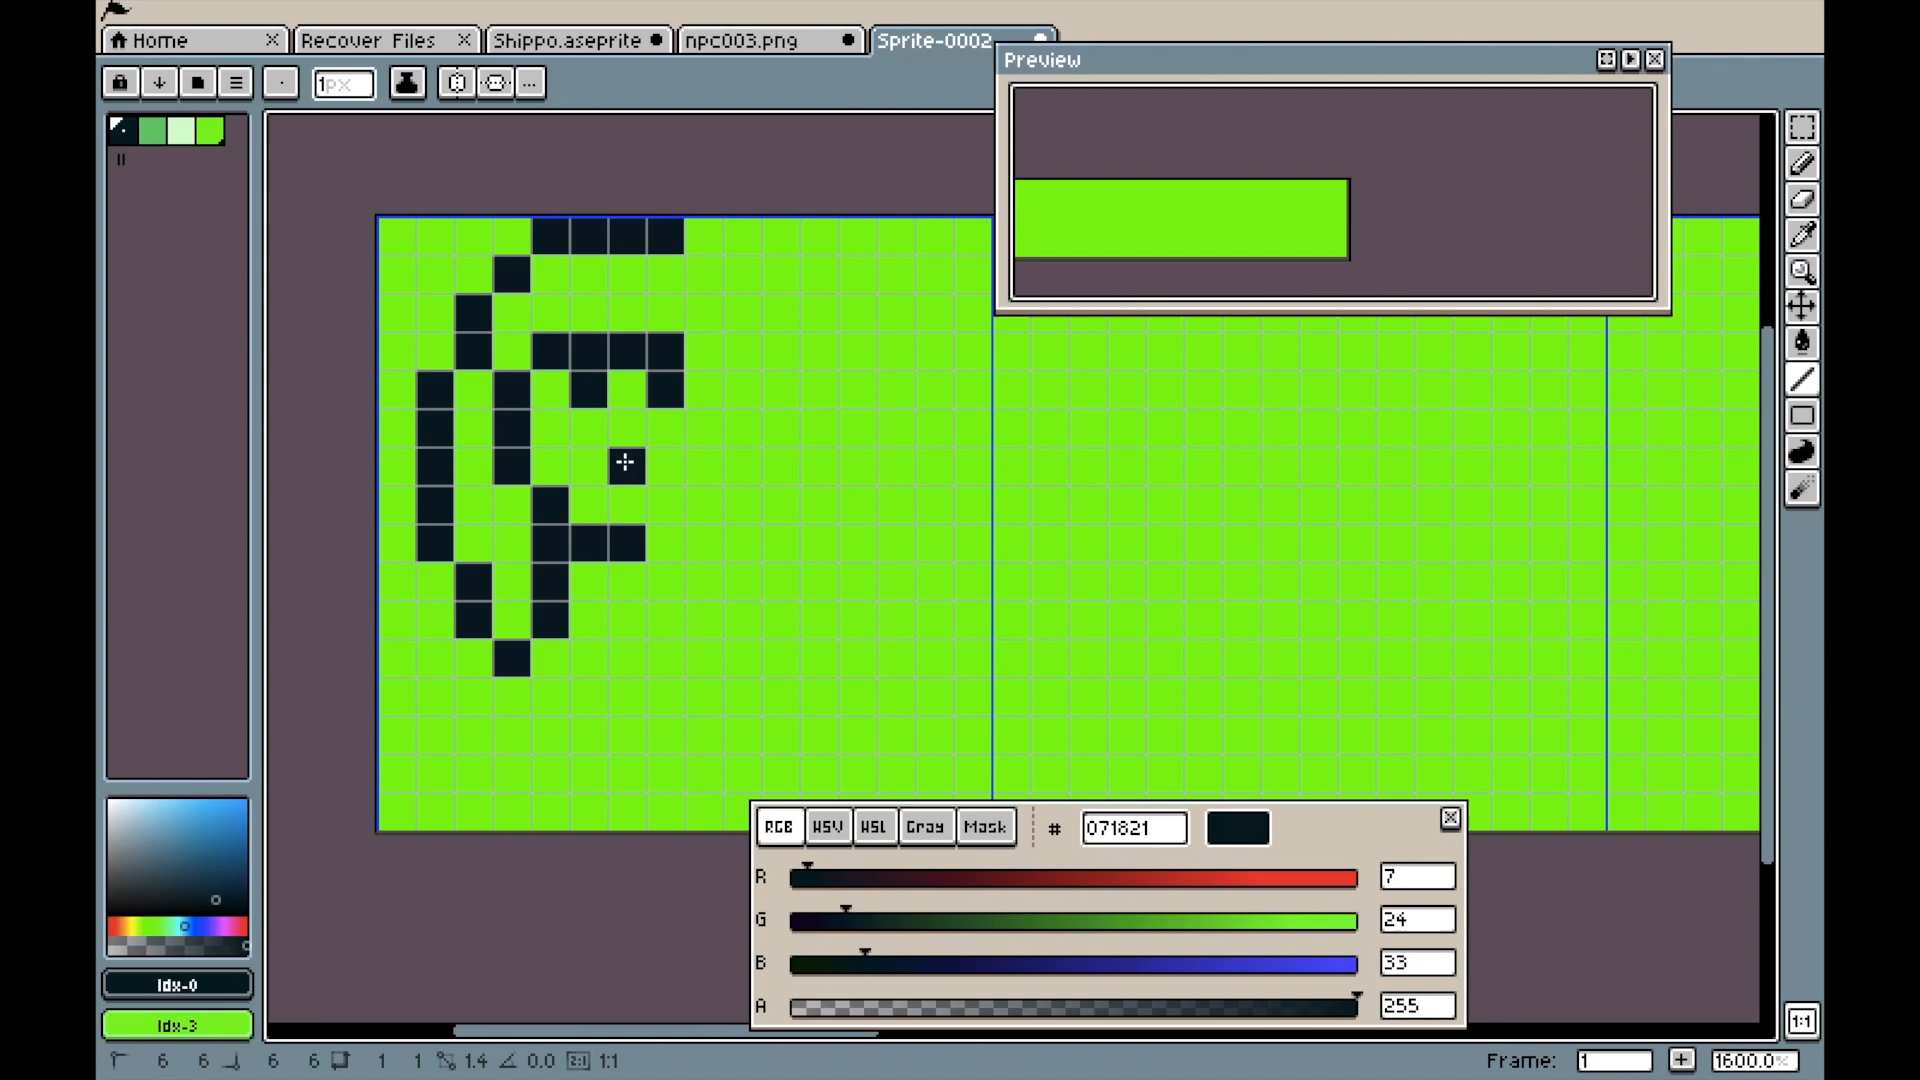 Home
Recover Files
Shippo.aseprite
npc003.png
Sprite-0002
Preview
1px
RGB HSV HSL Gray Mask # 071821
R 7
G 24
B 33
A 255
Idx-0
Idx-3
6 6 6 6 1 1 1.4 0.0 2:1 1:1
Frame: 1 + 1600.0%
1:1